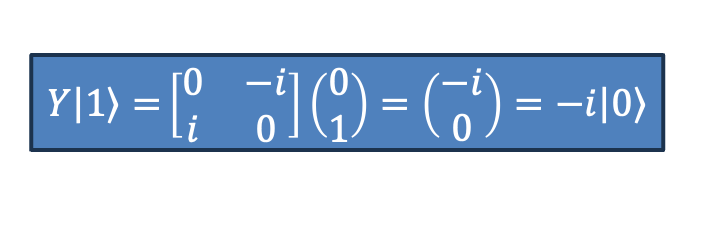 Y|1⟩ = [0 −i i 0] (0 1) = (−i 0) = −i|0⟩